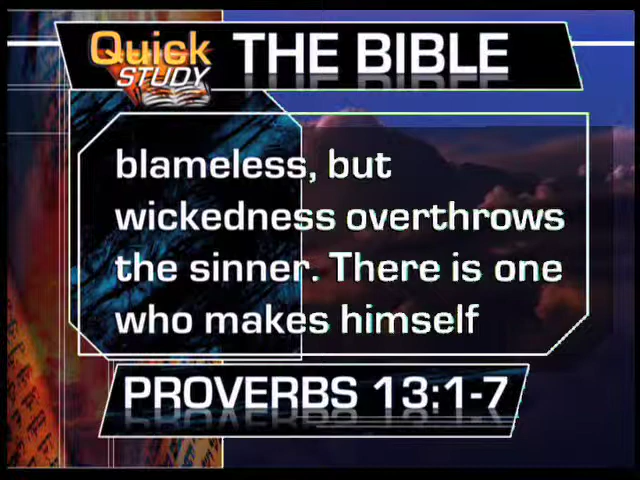 Quick
STUDY
THE BIBLE
blameless, but
wickedness overthrows
the sinner. There is one
who makes himself
PROVERBS 13:1-7